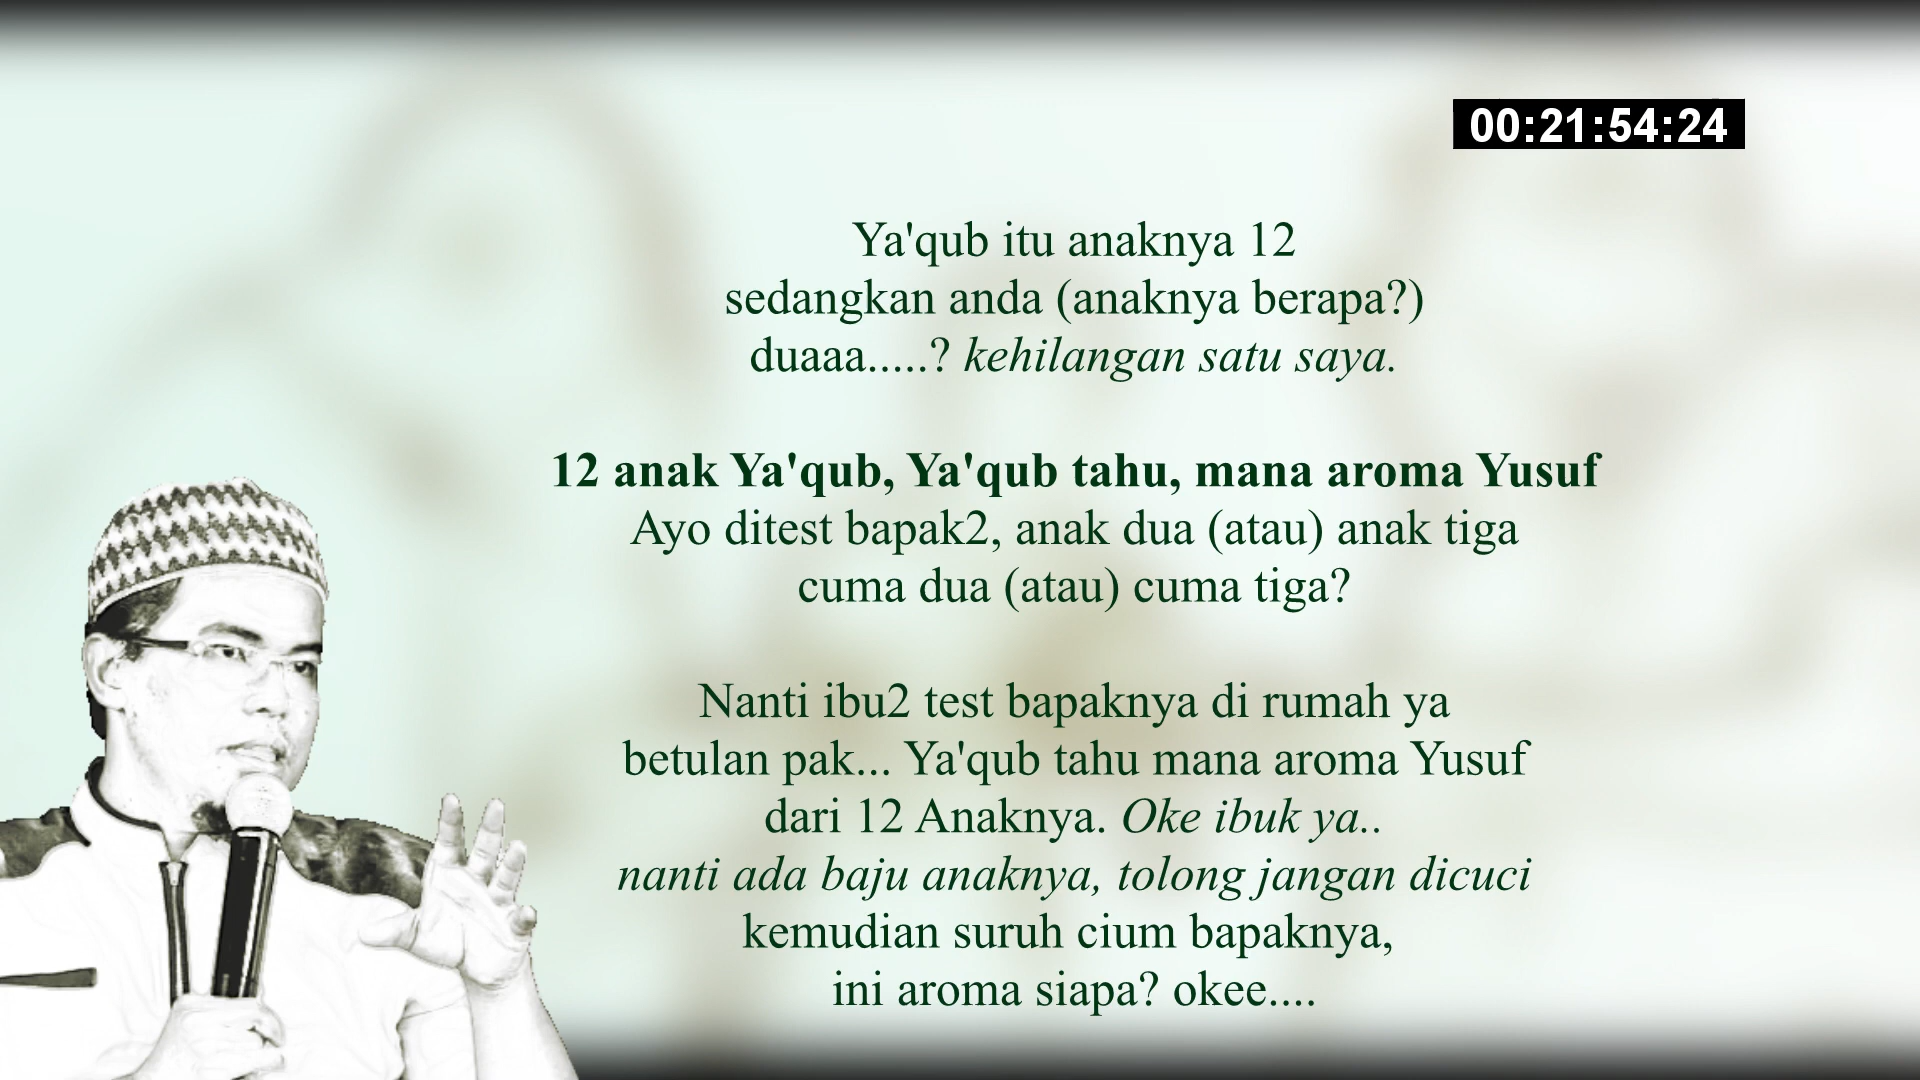 00:21:54:24
Ya'qub itu anaknya 12
sedangkan anda (anaknya berapa?)
duaaa.....? kehilangan satu saya.
12 anak Ya'qub, Ya'qub tahu, mana aroma Yusuf
Ayo ditest bapak2, anak dua (atau) anak tiga
cuma dua (atau) cuma tiga?
Nanti ibu2 test bapaknya di rumah ya
betulan pak... Ya'qub tahu mana aroma Yusuf
dari 12 Anaknya. Oke ibuk ya..
nanti ada baju anaknya, tolong jangan dicuci
kemudian suruh cium bapaknya,
ini aroma siapa? okee....